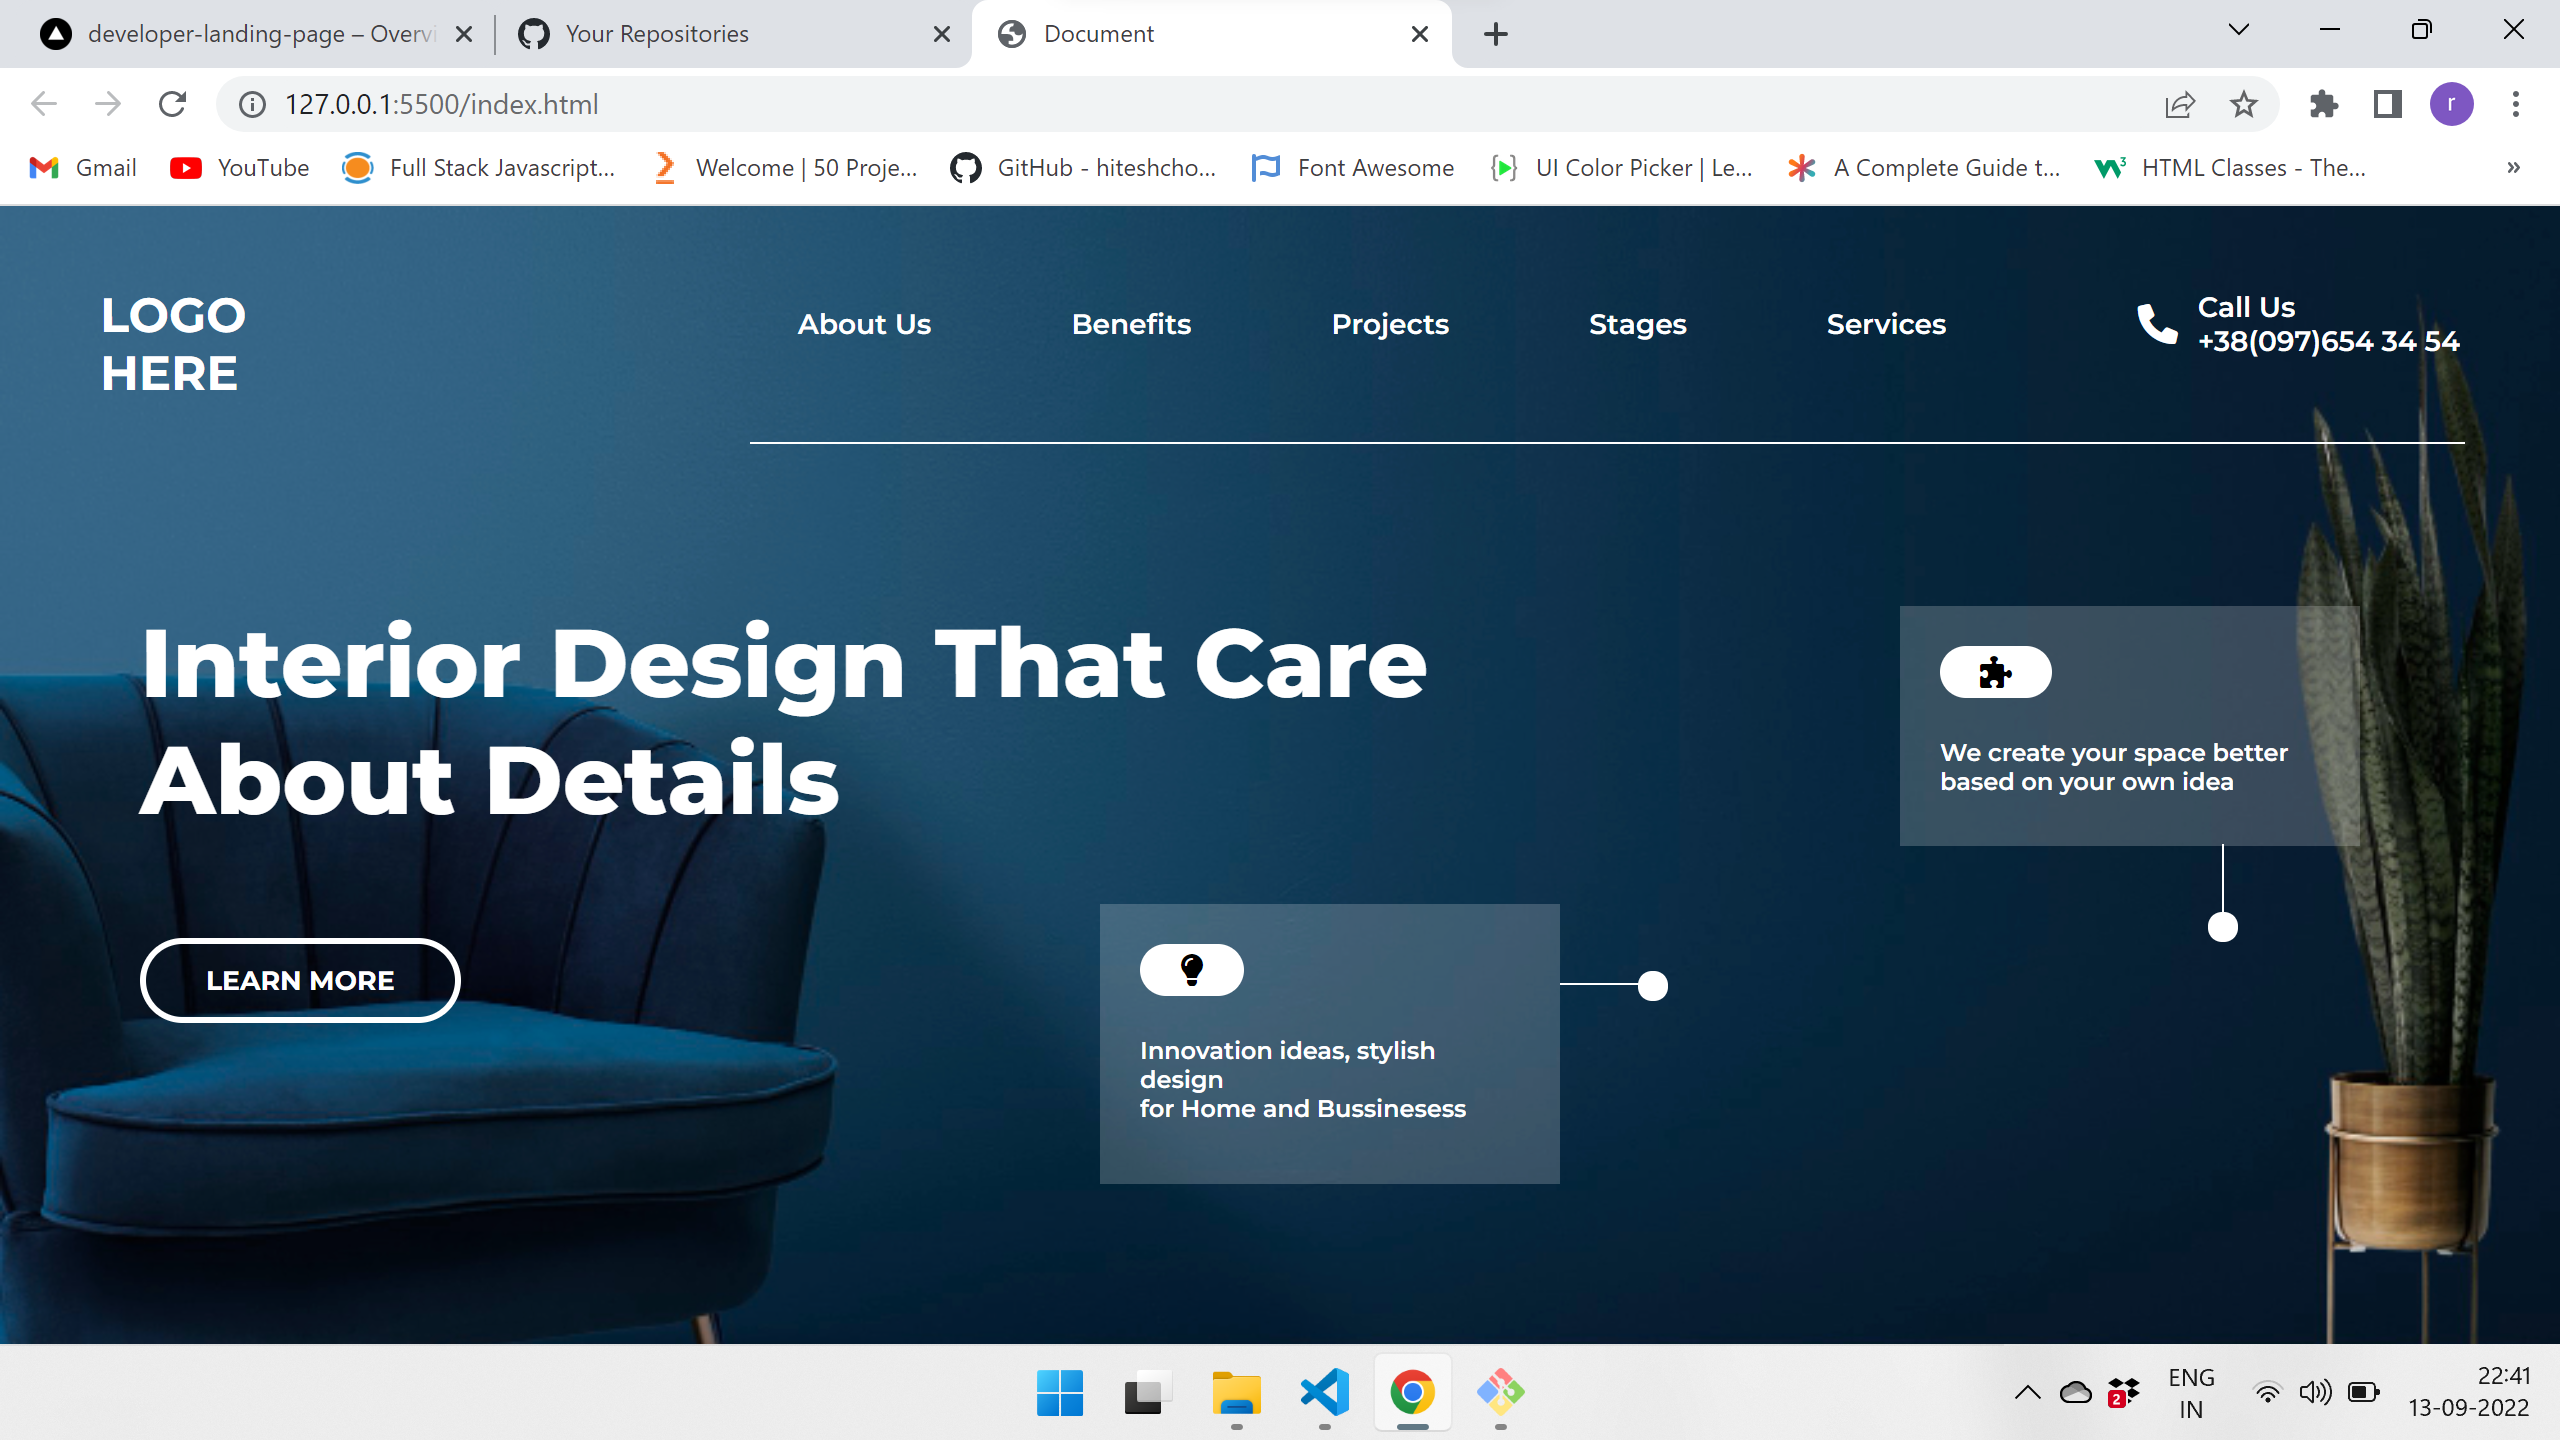 developer-landing-page – Overvi
Your Repositories
Document
127.0.0.1:5500/index.html
r
Gmail
YouTube
Full Stack Javascript...
Welcome | 50 Proje...
GitHub - hiteshcho...
Font Awesome
UI Color Picker | Le...
A Complete Guide t...
HTML Classes - The...
»
LOGO
HERE
About Us
Benefits
Projects
Stages
Services
Call Us
+38(097)654 34 54
Interior Design That Care
About Details
LEARN MORE
We create your space better
based on your own idea
Innovation ideas, stylish
design
for Home and Bussinesess
2
ENG
IN
22:41
13-09-2022